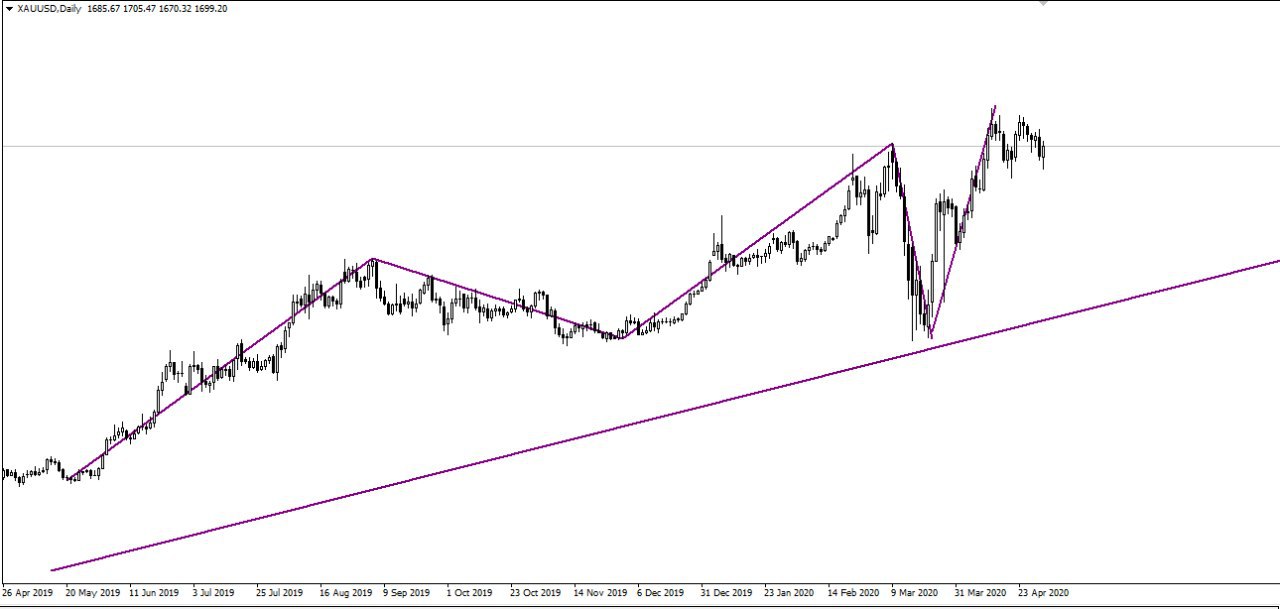 XAUUSD,Daily 1685.67 1705.47 1670.32 1699.20
26 Apr 2019 20 May 2019 11 Jun 2019 3 Jul 2019 25 Jul 2019 16 Aug 2019 9 Sep 2019 1 Oct 2019 23 Oct 2019 14 Nov 2019 6 Dec 2019 31 Dec 2019 23 Jan 2020 14 Feb 2020 9 Mar 2020 31 Mar 2020 23 Apr 2020